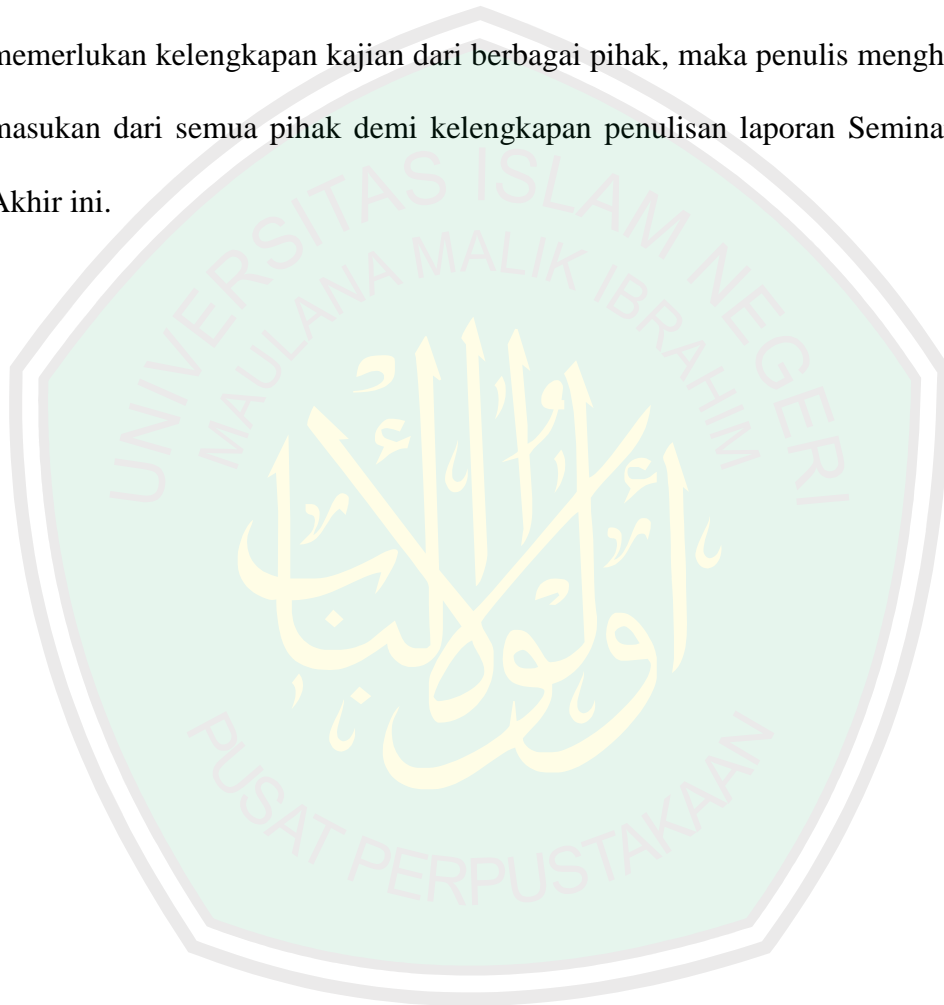 memerlukan kelengkapan kajian dari berbagai pihak, maka penulis mengh
masukan dari semua pihak demi kelengkapan penulisan laporan Semina
Akhir ini.
UNIVERSITAS ISLAM NEGERI
MAULANA MALIK IBRAHIM
أولوا الألباب
PUSAT PERPUSTAKAAN